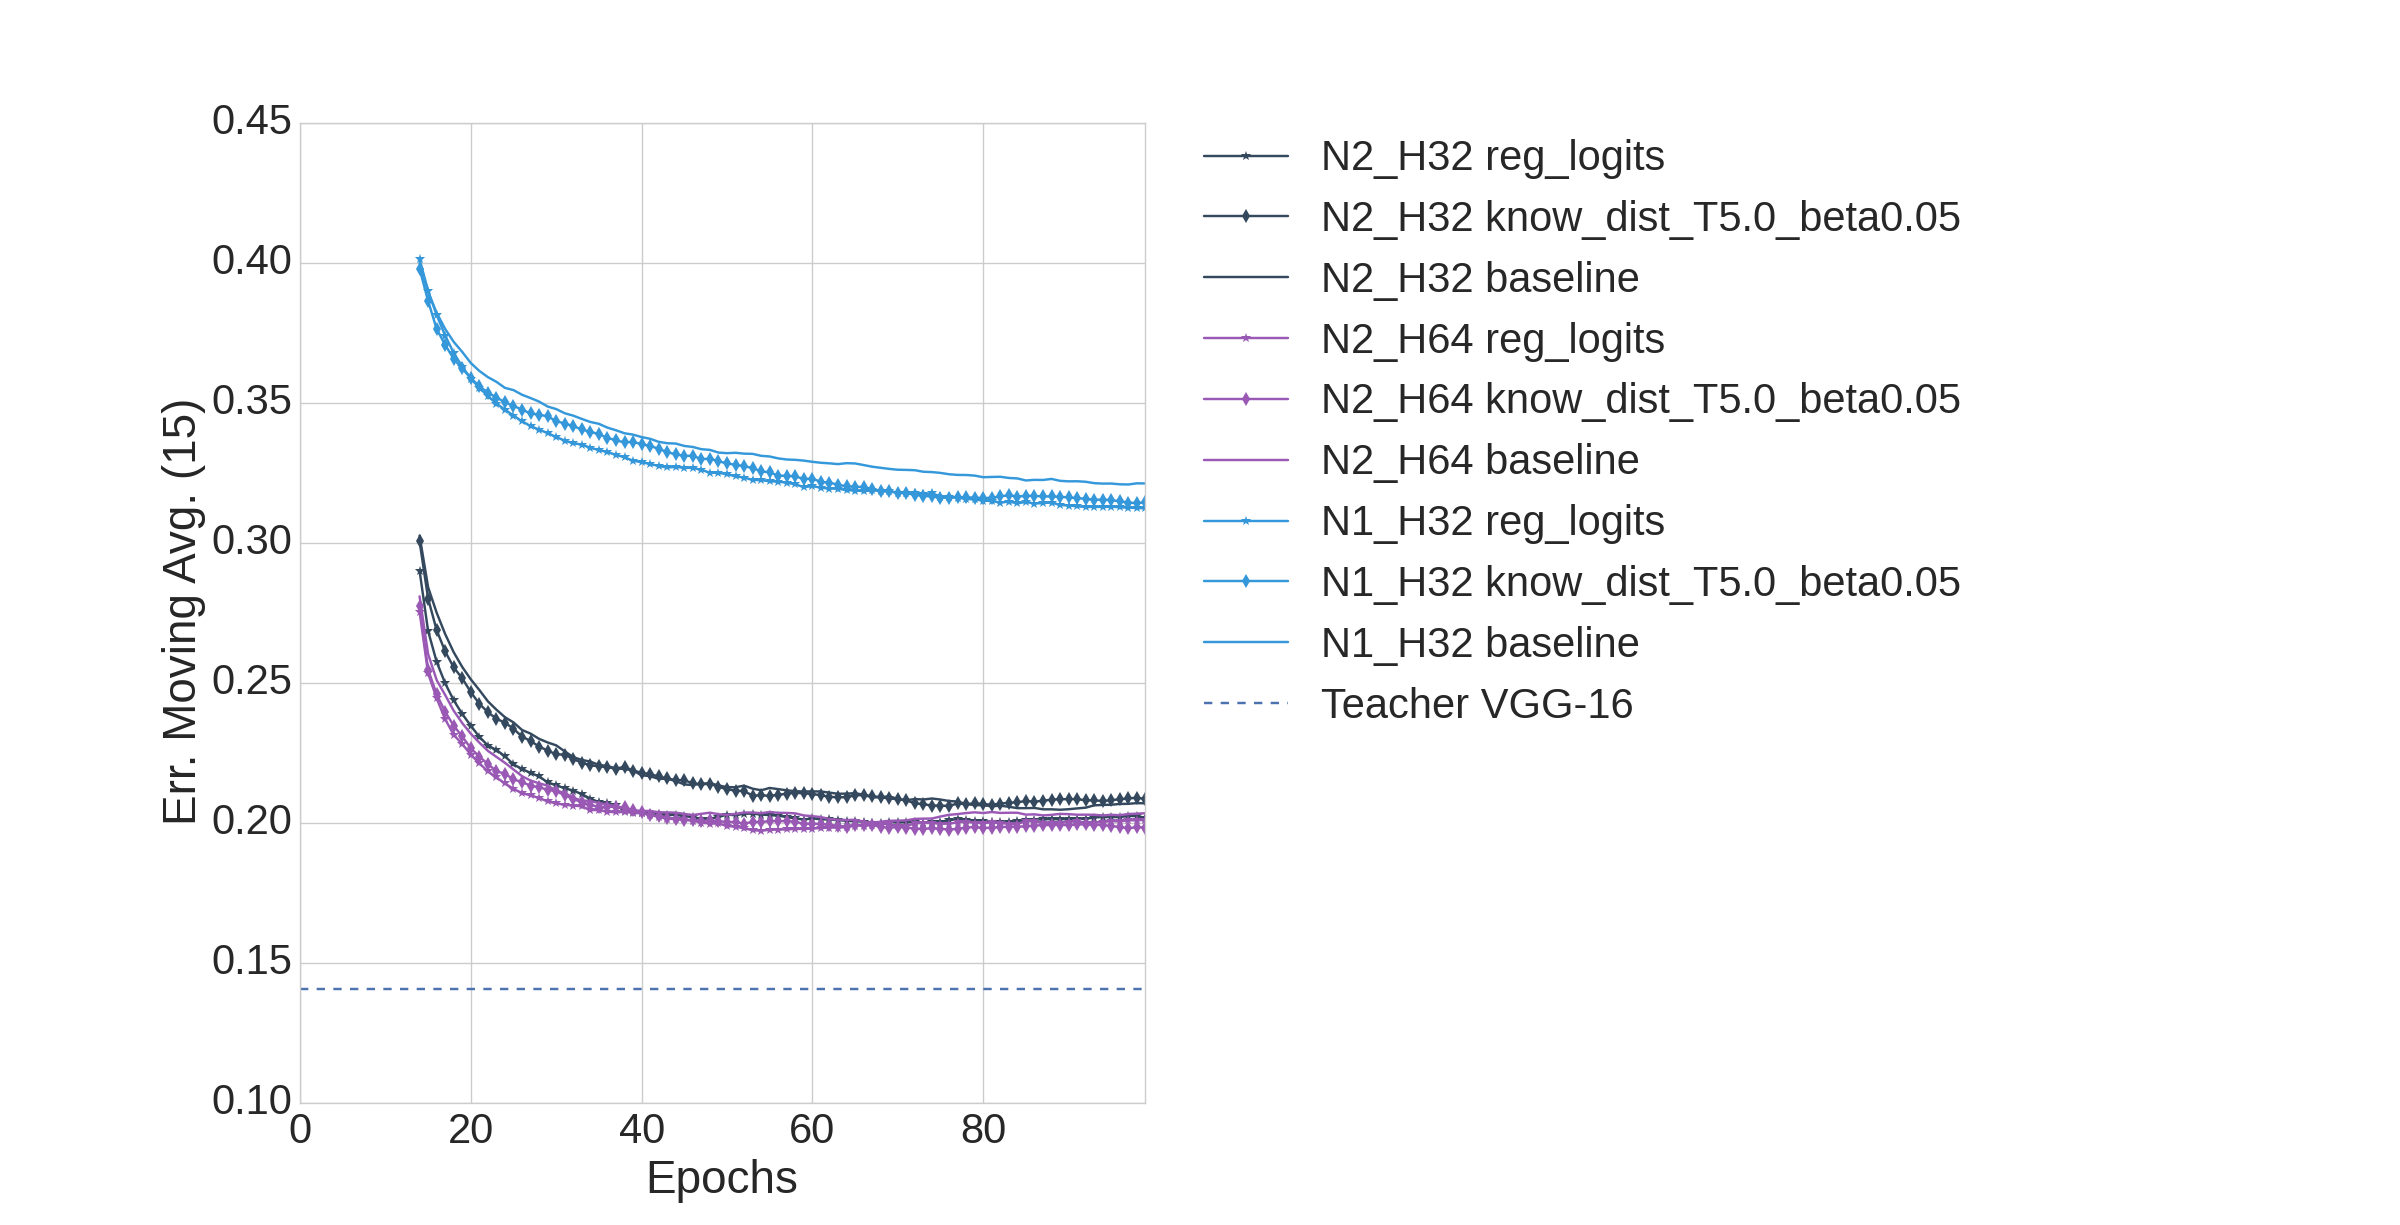 0.45
0.40
0.35
0.30
0.25
0.20
0.15
0.10
Err. Moving Avg. (15)
0 20 40 60 80
Epochs
N2_H32 reg_logits
N2_H32 know_dist_T5.0_beta0.05
N2_H32 baseline
N2_H64 reg_logits
N2_H64 know_dist_T5.0_beta0.05
N2_H64 baseline
N1_H32 reg_logits
N1_H32 know_dist_T5.0_beta0.05
N1_H32 baseline
Teacher VGG-16